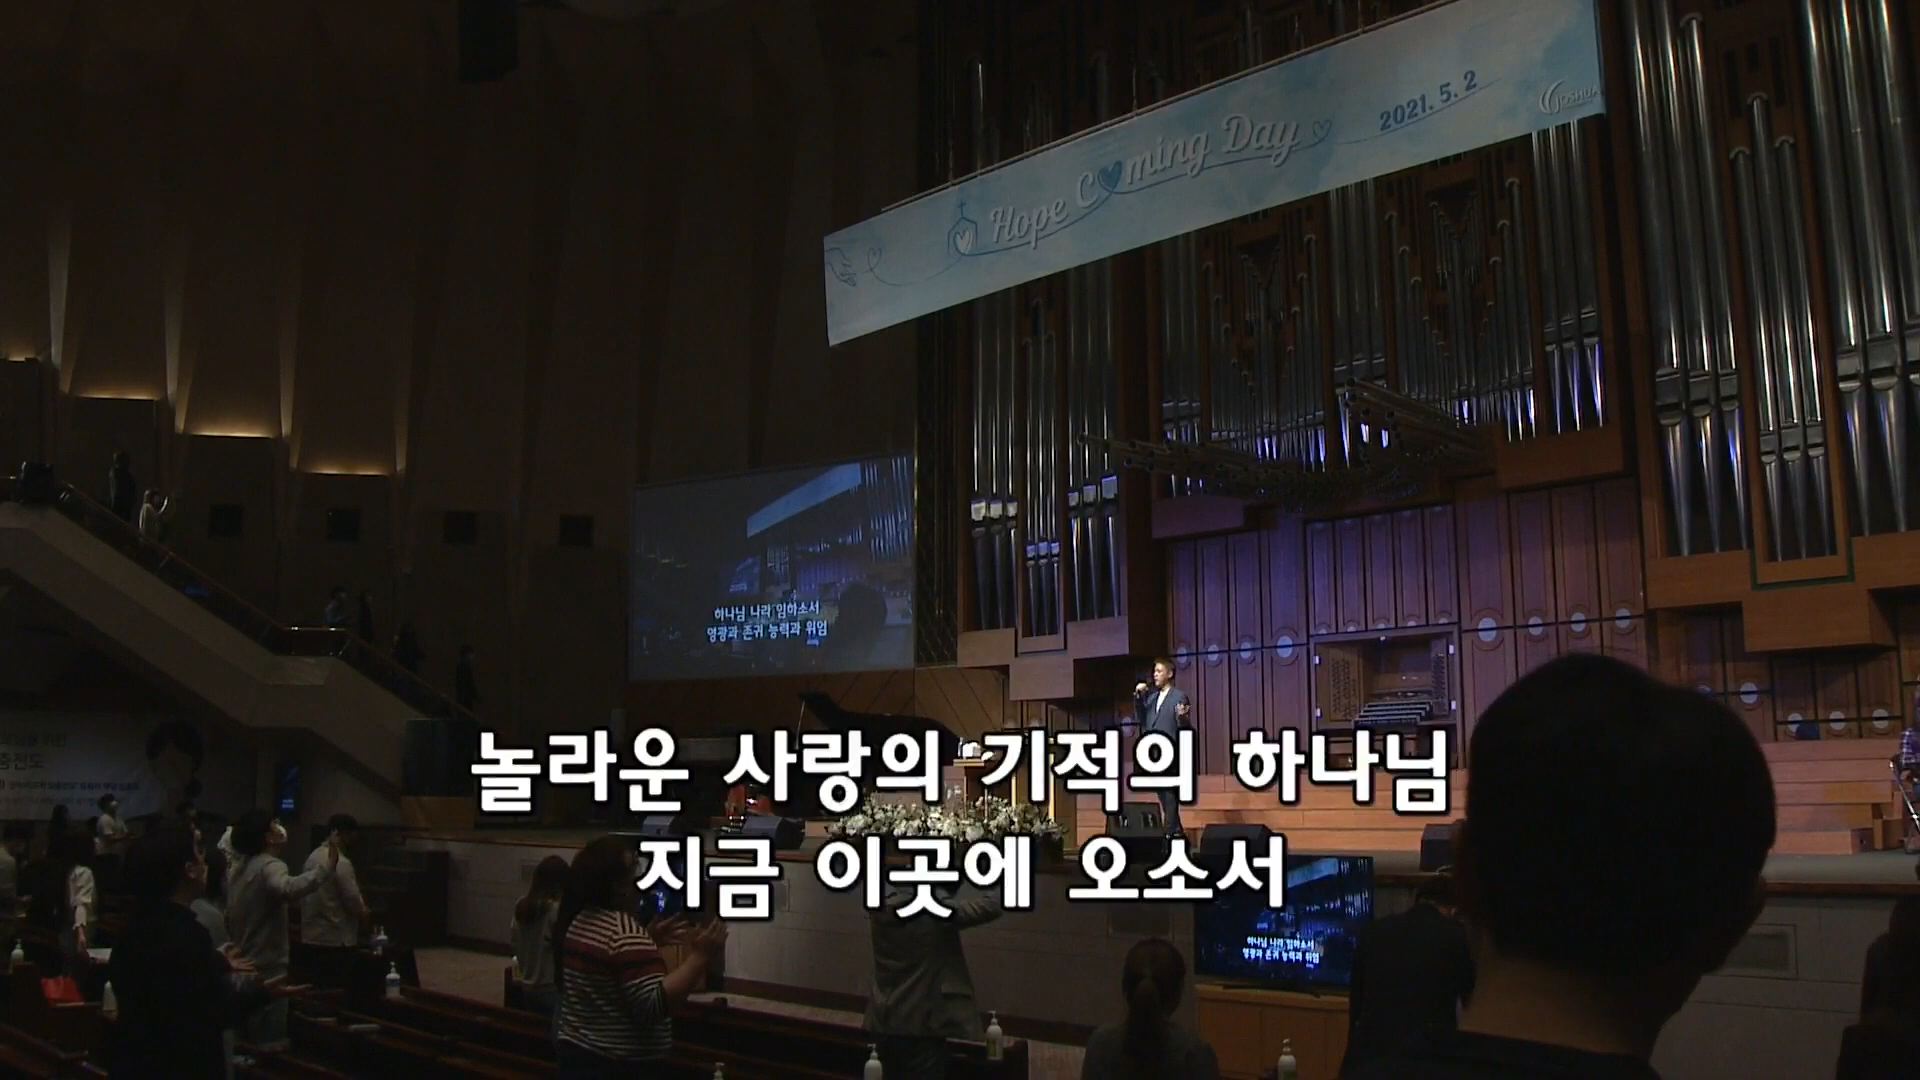 Hope Coming Day
2021. 5. 2
JOSHUA
하나님 나라 임하소서
영광과 존귀 능력과 위엄
놀라운 사랑의 기적의 하나님
지금 이곳에 오소서
하나님 나라 임하소서
영광과 존귀 능력과 위엄